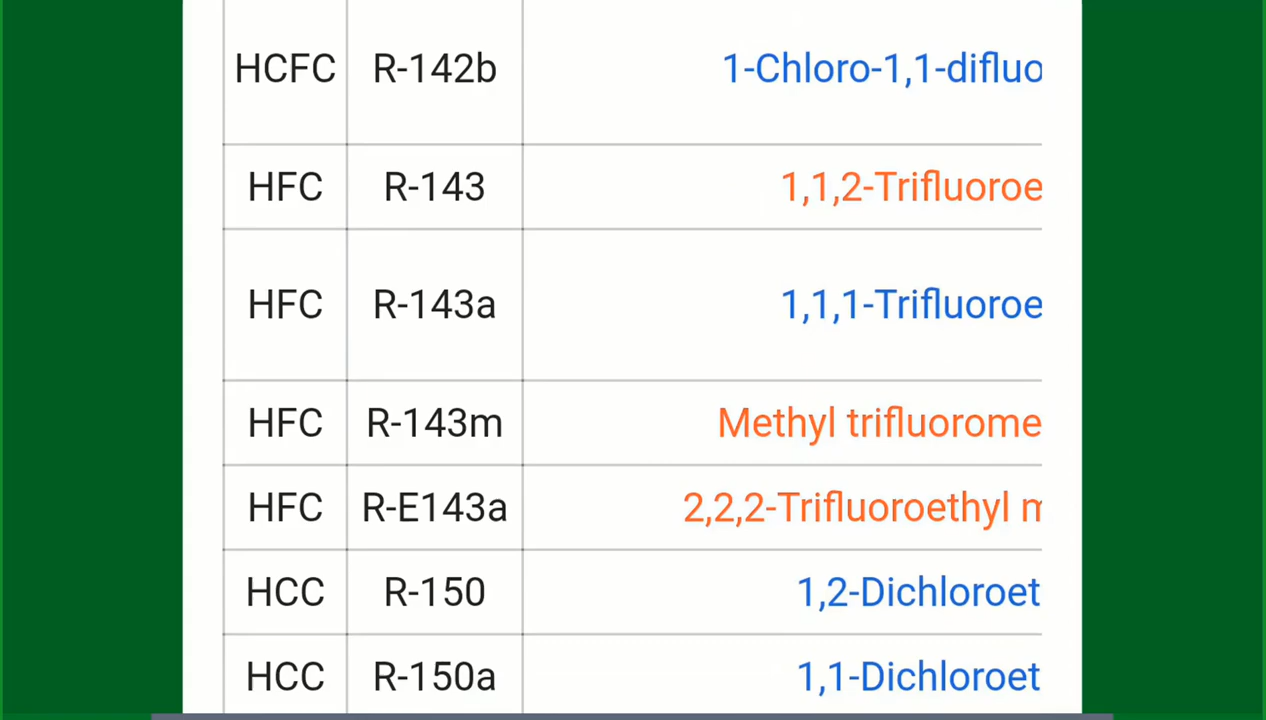 HCFC R-142b 1-Chloro-1,1-difluo
HFC R-143 1,1,2-Trifluoroe
HFC R-143a 1,1,1-Trifluoroe
HFC R-143m Methyl trifluorome
HFC R-E143a 2,2,2-Trifluoroethyl m
HCC R-150 1,2-Dichloroet
HCC R-150a 1,1-Dichloroet